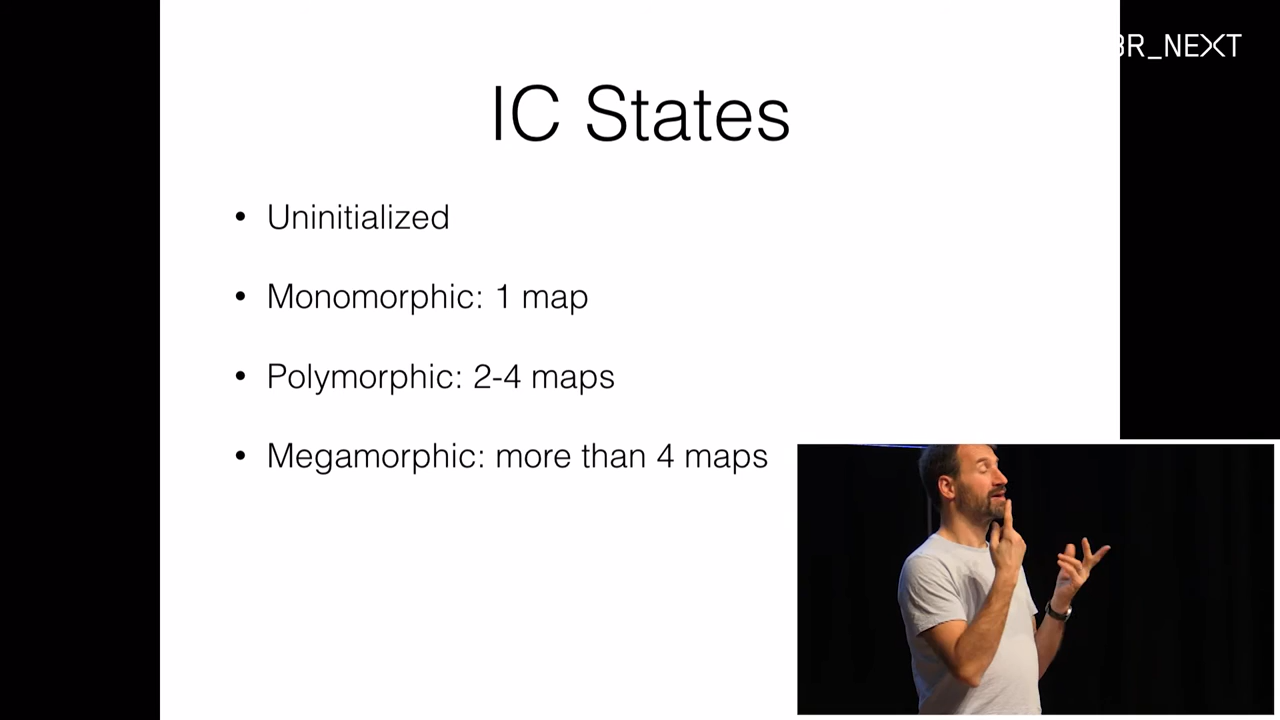 IC States
• Uninitialized
• Monomorphic: 1 map
• Polymorphic: 2-4 maps
• Megamorphic: more than 4 maps